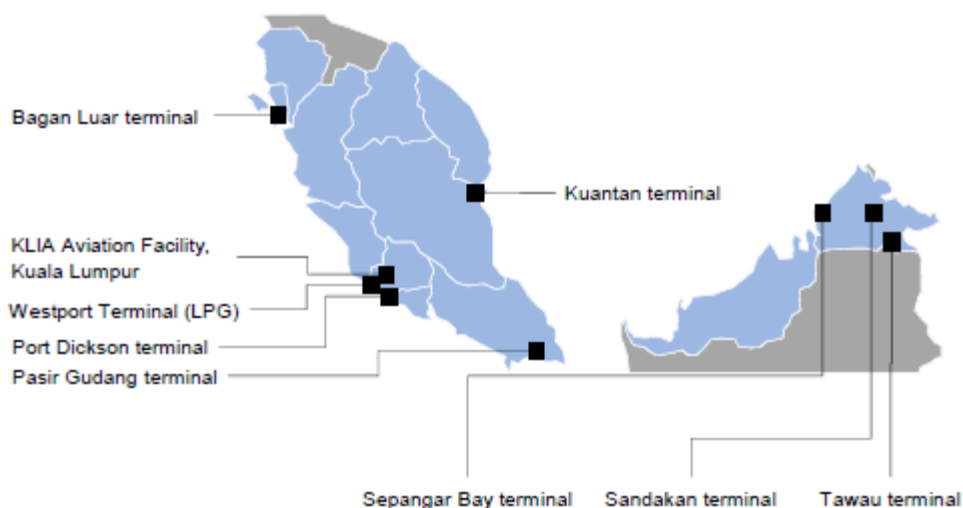 Bagan Luar terminal
Kuantan terminal
KLIA Aviation Facility,
Kuala Lumpur
Westport Terminal (LPG)
Port Dickson terminal
Pasir Gudang terminal
Sepangar Bay terminal
Sandakan terminal
Tawau terminal